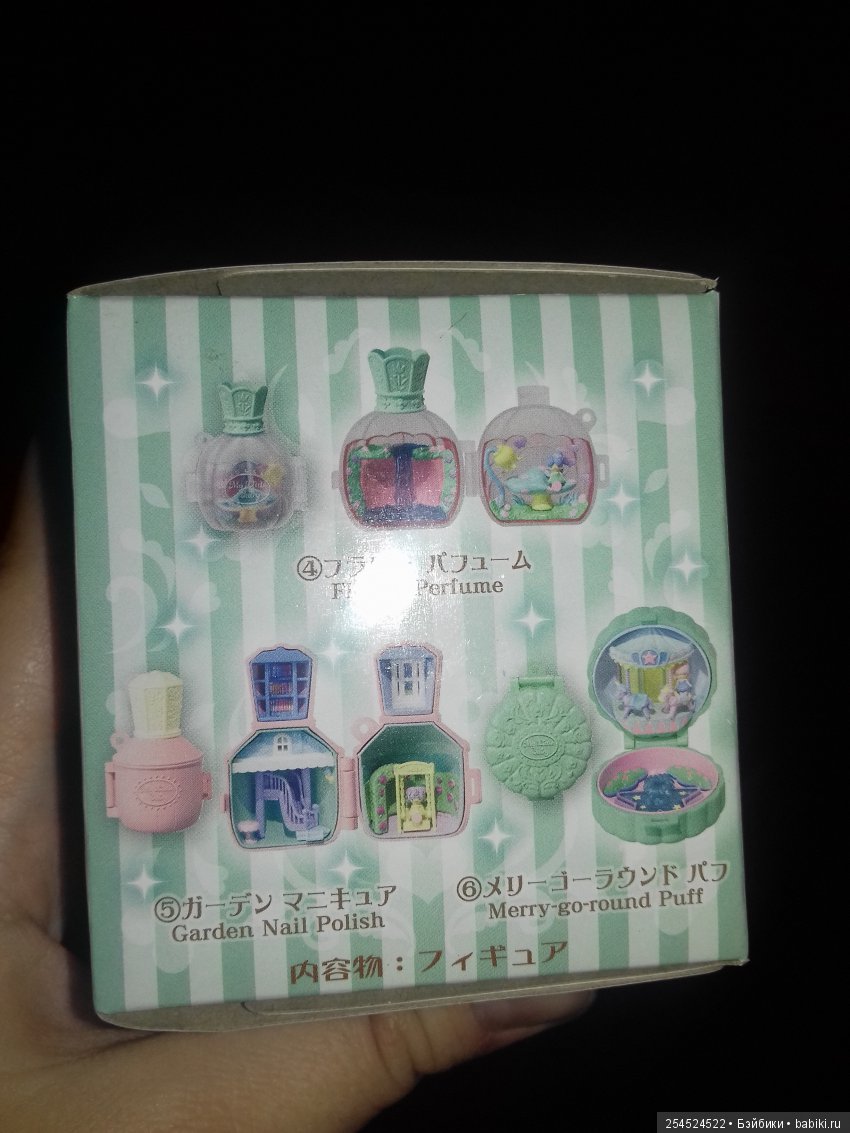 パフューム
Perfume
⑤ガーデン マニキュア
Garden Nail Polish
⑥メリーゴーラウンド パフ
Merry-go-round Puff
内容物：フィギュア
254524522 • Бэйбики • babiki.ru